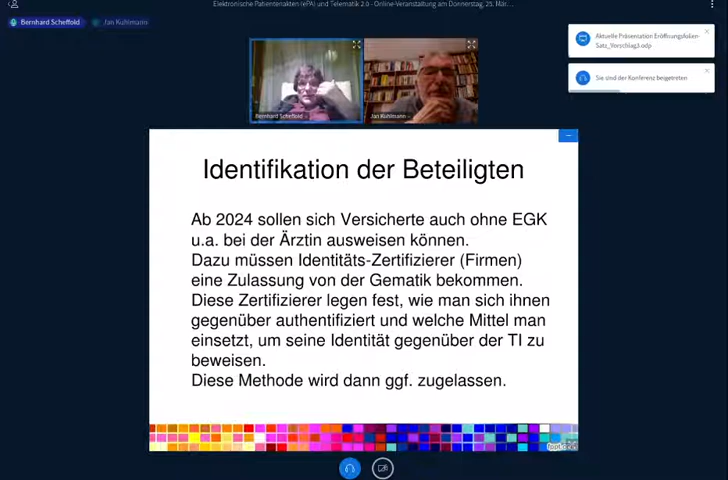 Elektronische Patientenakten (ePA) und Telematik 2.0 - Online-Veranstaltung am Donnerstag, 25. Mär...
Bernhard Scheffold
Jan Kuhlmann
Aktuelle Präsentation Eröffnungsfolien-
Satz_Vorschlag3.odp
Sie sind der Konferenz beigetreten
Bernhard Scheffold
Jan Kuhlmann
Identifikation der Beteiligten
Ab 2024 sollen sich Versicherte auch ohne EGK
u.a. bei der Ärztin ausweisen können.
Dazu müssen Identitäts-Zertifizierer (Firmen)
eine Zulassung von der Gematik bekommen.
Diese Zertifizierer legen fest, wie man sich ihnen
gegenüber authentifiziert und welche Mittel man
einsetzt, um seine Identität gegenüber der TI zu
beweisen.
Diese Methode wird dann ggf. zugelassen.